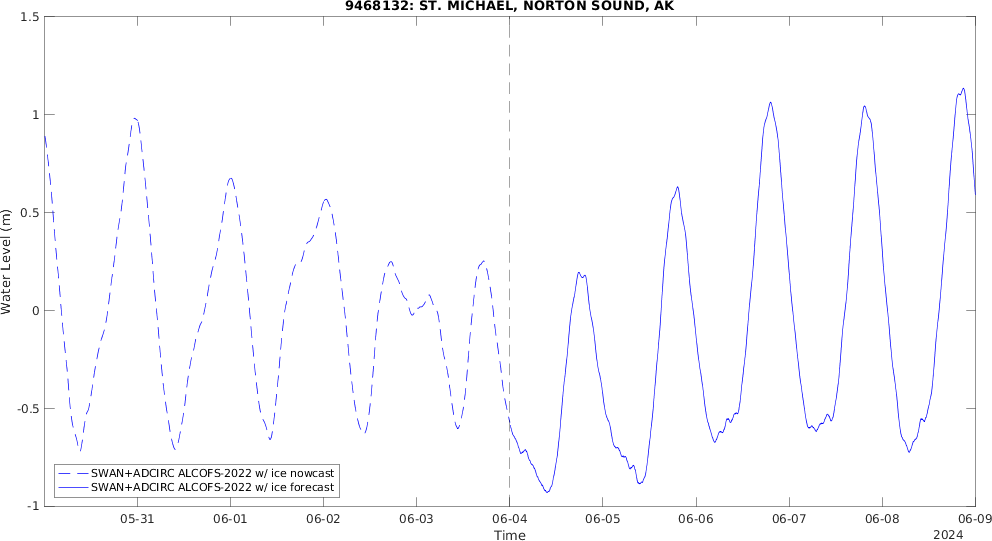 9468132: ST. MICHAEL, NORTON SOUND, AK
1.5
1
0.5
0
-0.5
-1
Water Level (m)
SWAN+ADCIRC ALCOFS-2022 w/ ice nowcast
SWAN+ADCIRC ALCOFS-2022 w/ ice forecast
05-31 06-01 06-02 06-03 06-04 06-05 06-06 06-07 06-08 06-09
Time
2024